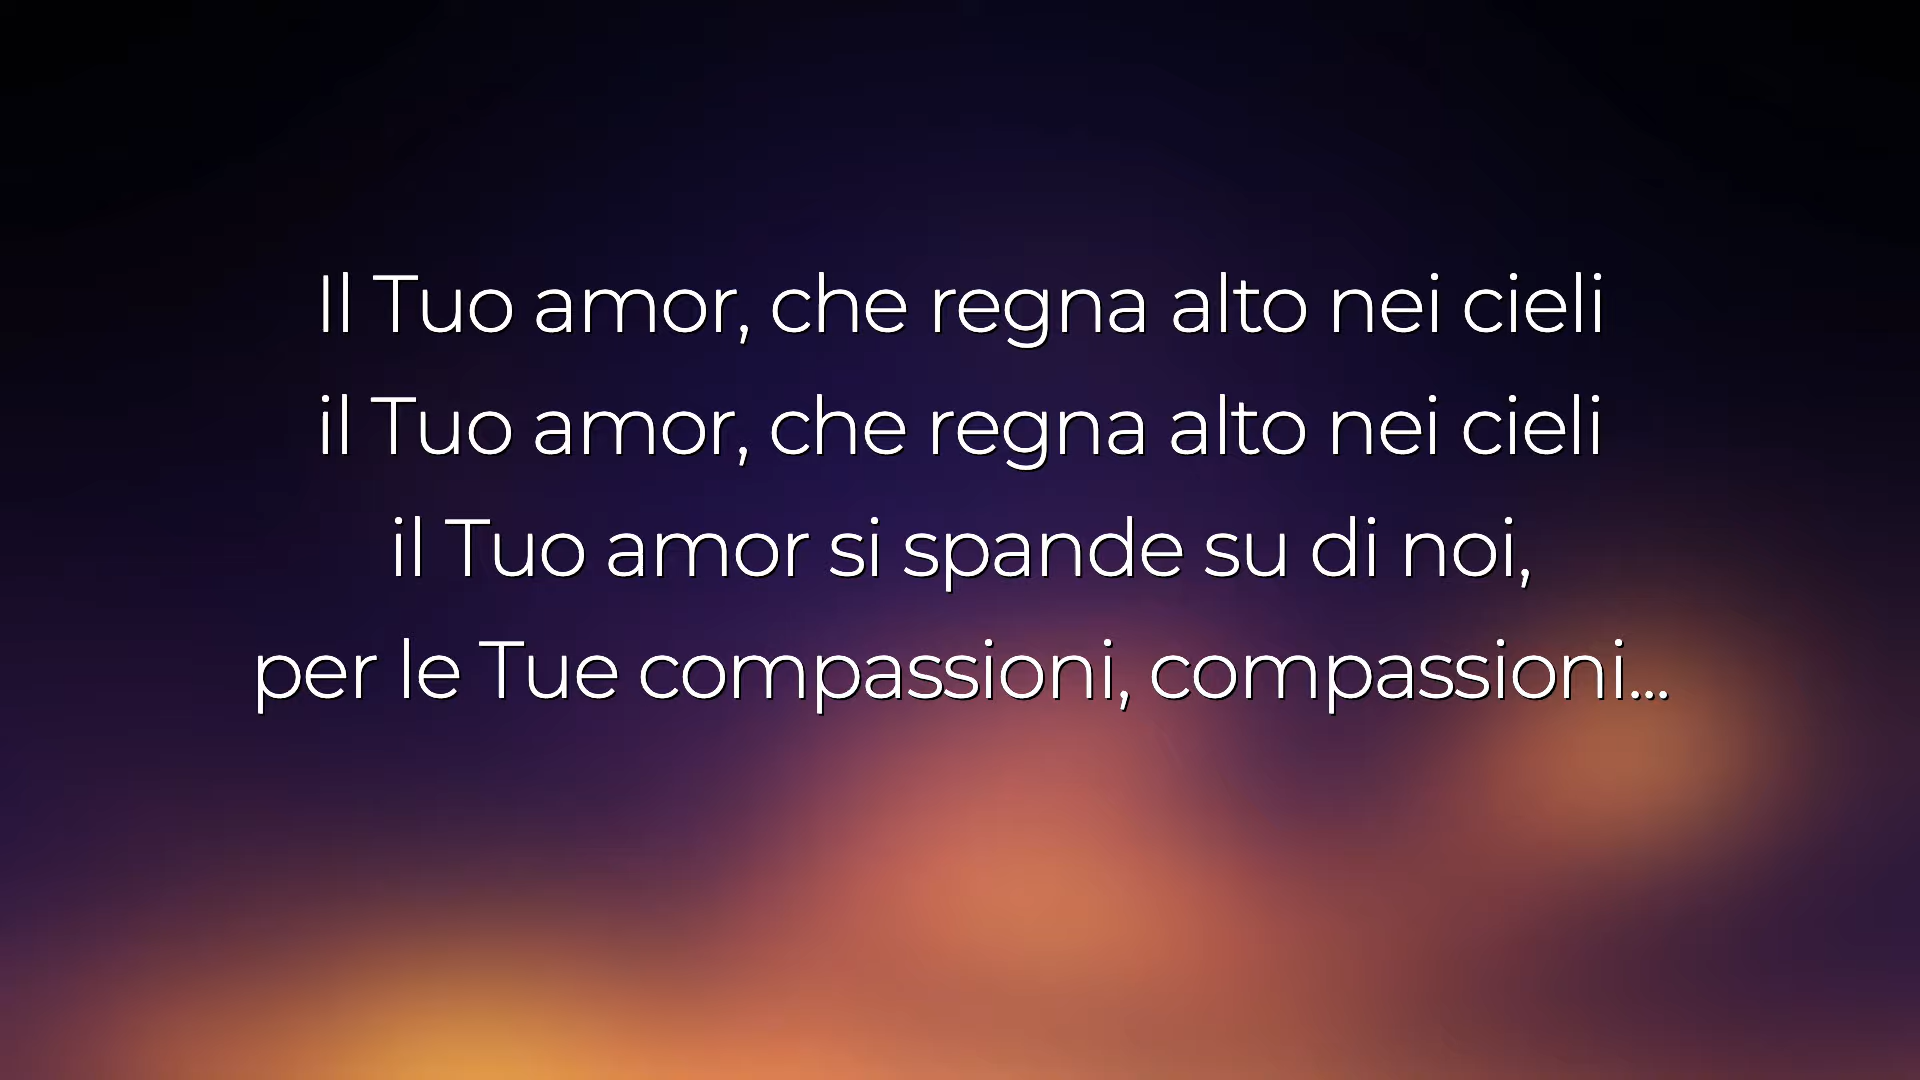 Il Tuo amor, che regna alto nei cieli
il Tuo amor, che regna alto nei cieli
il Tuo amor si spande su di noi,
per le Tue compassioni, compassioni...